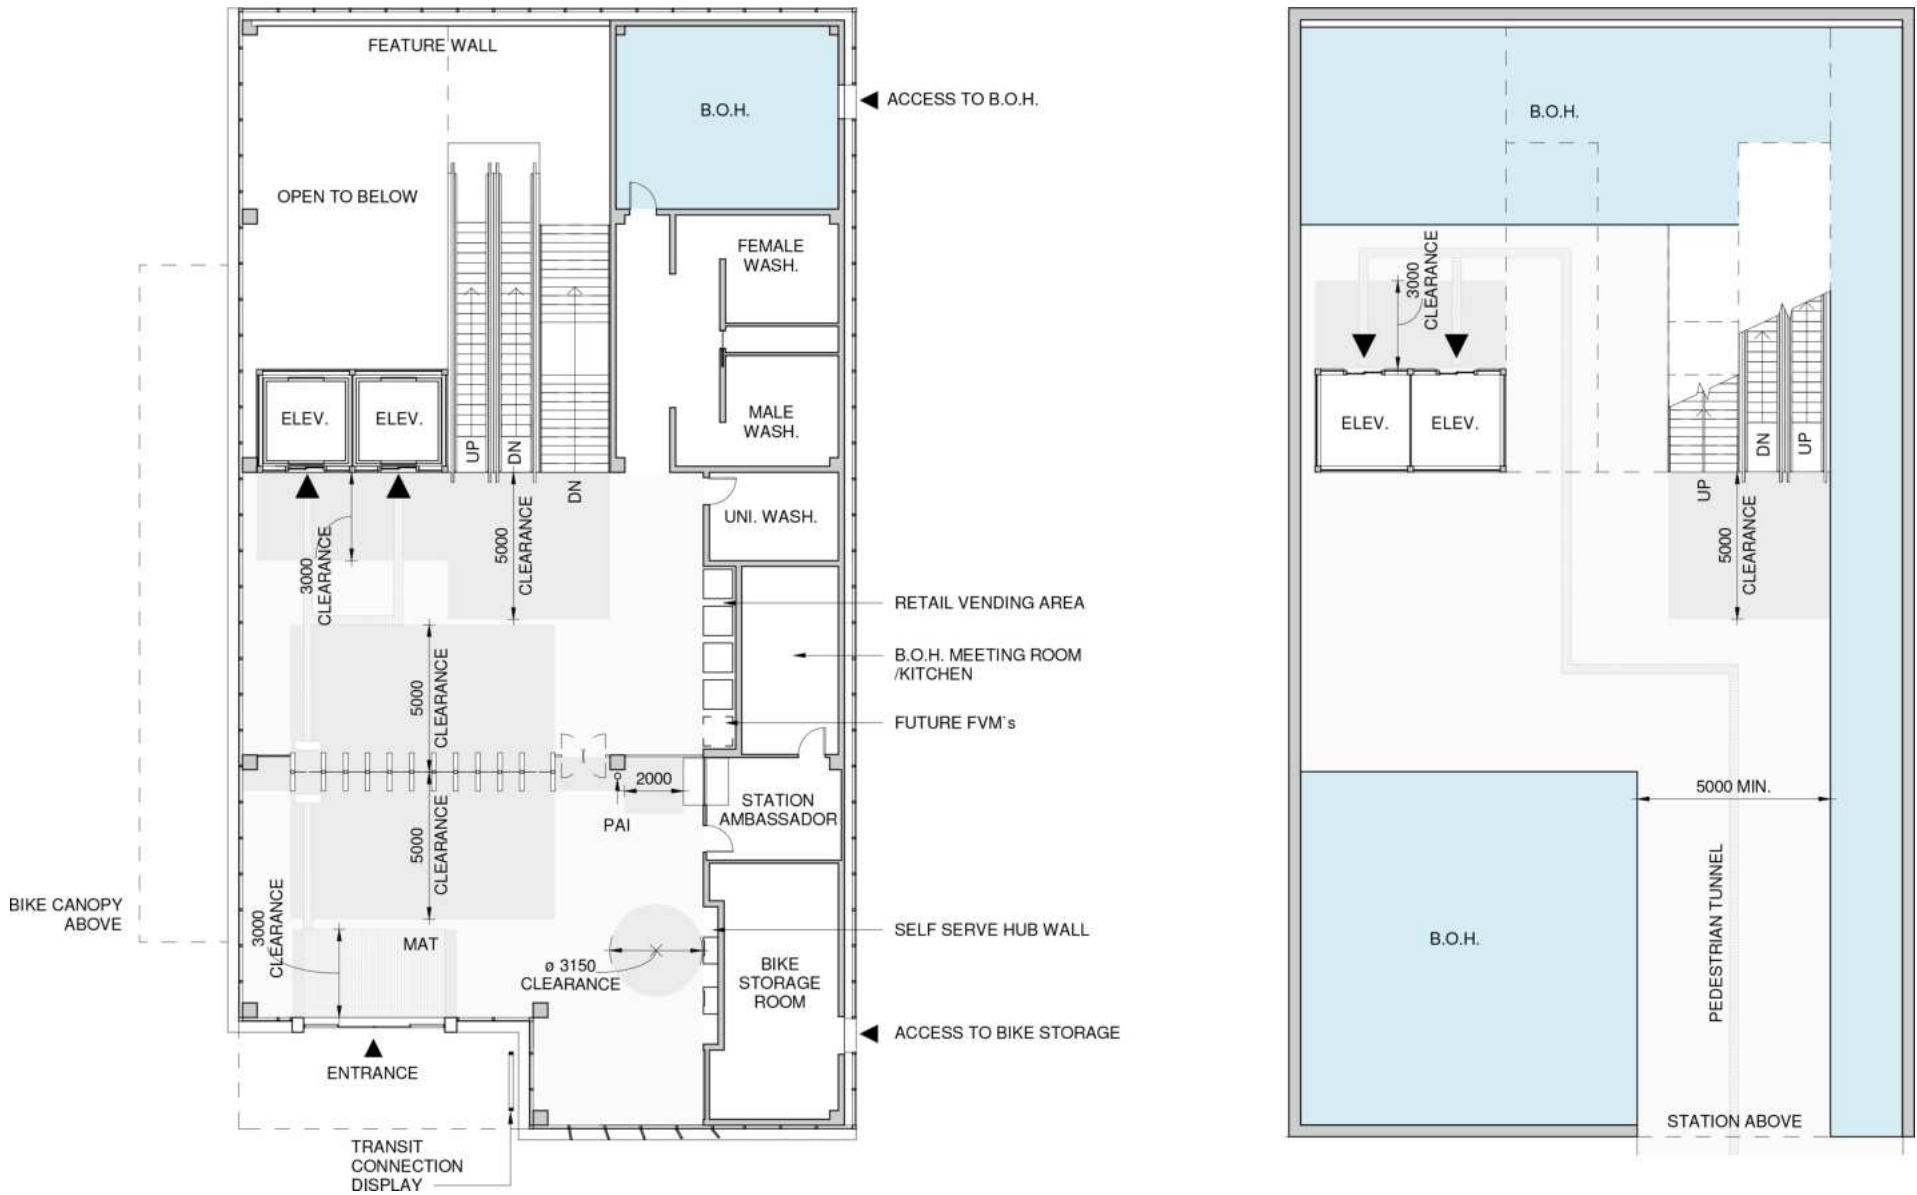 FEATURE WALL
B.O.H.
ACCESS TO B.O.H.
OPEN TO BELOW
FEMALE
WASH.
ELEV.
ELEV.
UP
DN
DN
MALE
WASH.
UNI. WASH.
3000
CLEARANCE
5000
CLEARANCE
RETAIL VENDING AREA
B.O.H. MEETING ROOM
/KITCHEN
FUTURE FVM`s
5000
CLEARANCE
5000
CLEARANCE
2000
PAI
STATION
AMBASSADOR
BIKE CANOPY
ABOVE
3000
CLEARANCE
MAT
SELF SERVE HUB WALL
ø 3150
CLEARANCE
BIKE
STORAGE
ROOM
ACCESS TO BIKE STORAGE
ENTRANCE
TRANSIT
CONNECTION
DISPLAY
B.O.H.
3000
CLEARANCE
ELEV.
ELEV.
UP
DN
UP
5000
CLEARANCE
5000 MIN.
PEDESTRIAN TUNNEL
B.O.H.
STATION ABOVE